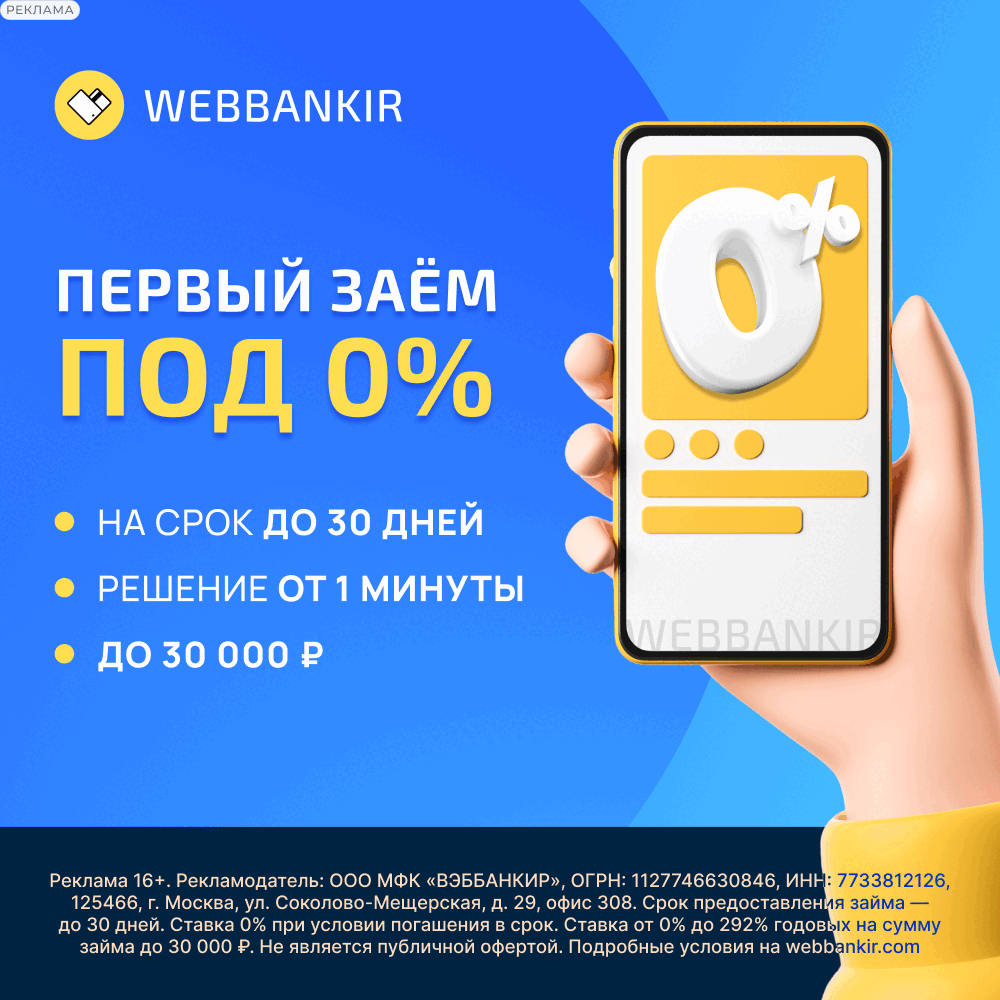 РЕКЛАМА
WEBBANKIR
ПЕРВЫЙ ЗАЁМ
ПОД 0%
НА СРОК ДО 30 ДНЕЙ
РЕШЕНИЕ ОТ 1 МИНУТЫ
ДО 30 000 ₽
0%
WEBBANKIR
Реклама 16+. Рекламодатель: ООО МФК «ВЭББАНКИР», ОГРН: 1127746630846, ИНН: 7733812126,
125466, г. Москва, ул. Соколово-Мещерская, д. 29, офис 308. Срок предоставления займа —
до 30 дней. Ставка 0% при условии погашения в срок. Ставка от 0% до 292% годовых на сумму
займа до 30 000 ₽. Не является публичной офертой. Подробные условия на webbankir.com